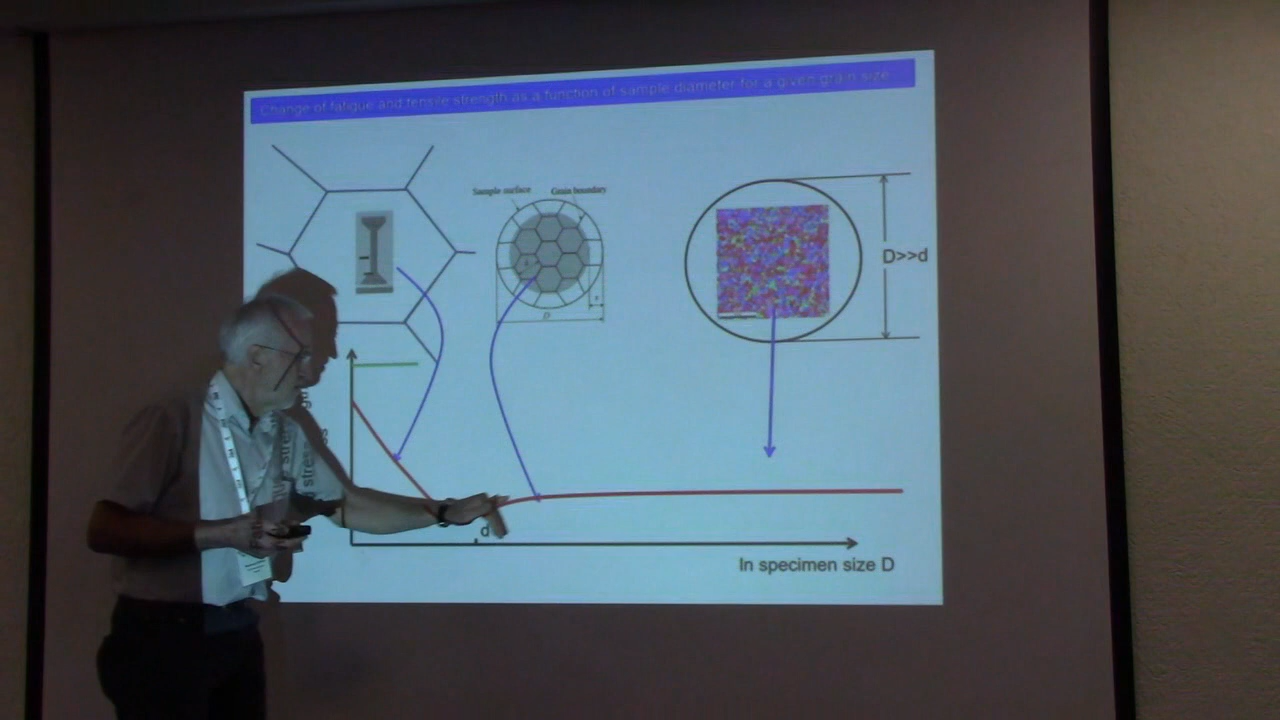 Change of fatigue and tensile strength as a function of sample diameter for a given grain size
Sample surface
Grain boundary
D>>d
D
d
In specimen size D